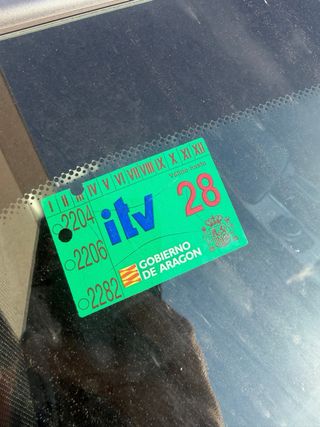 I II III IV V VI VII VIII IX X XI XII
Válida hasta
2204
itv
28
2206
2282
GOBIERNO
DE ARAGON